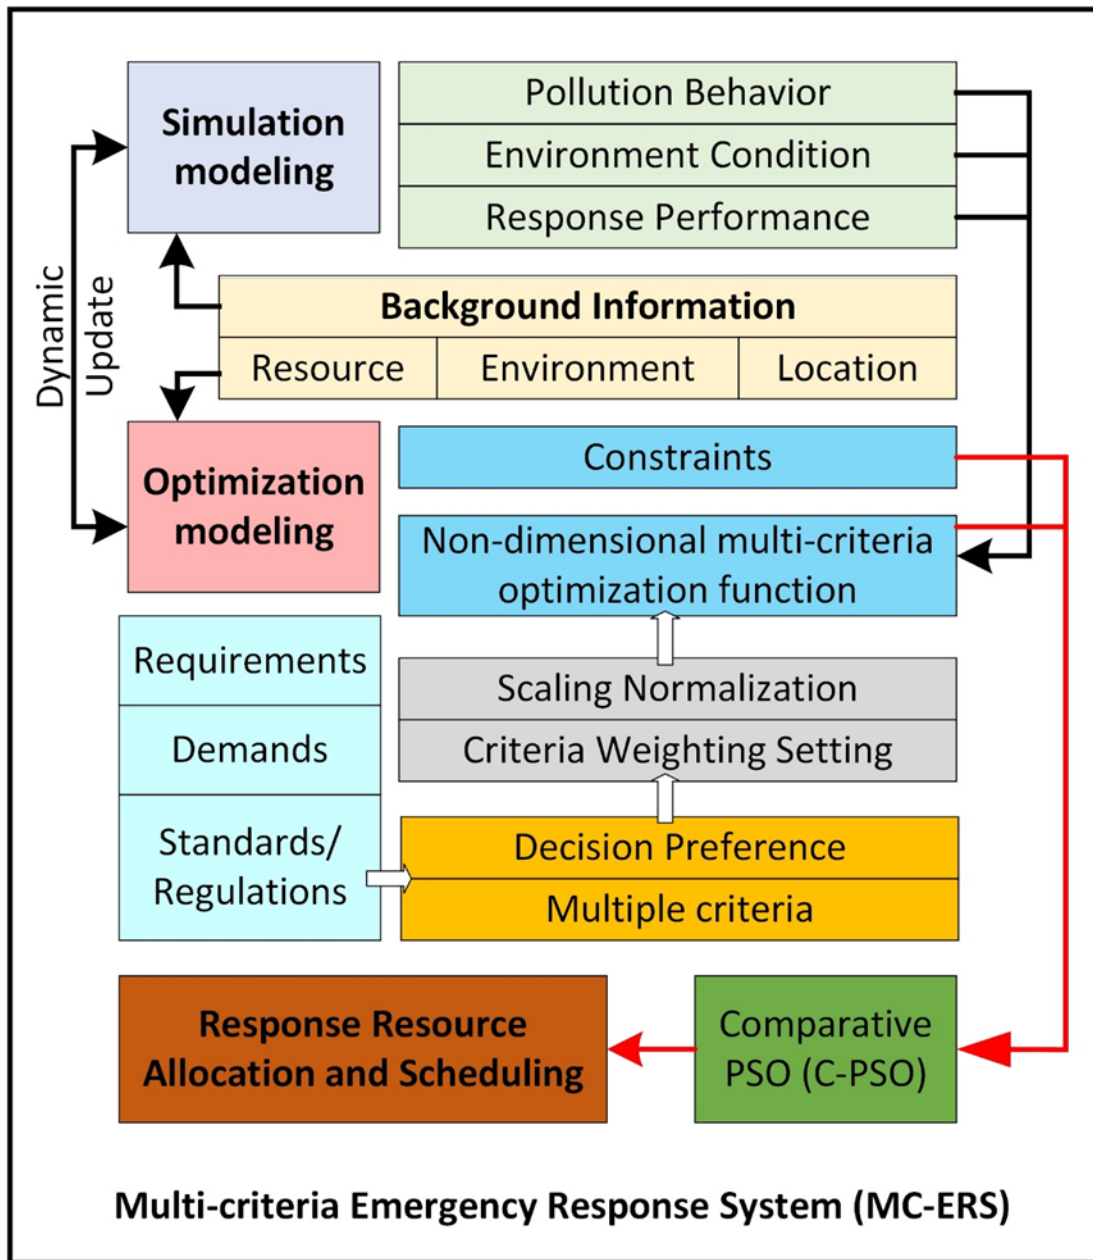 Simulation
modeling
Pollution Behavior
Environment Condition
Response Performance
Dynamic
Update
Background Information
Resource
Environment
Location
Optimization
modeling
Constraints
Non-dimensional multi-criteria
optimization function
Requirements
Demands
Standards/
Regulations
Scaling Normalization
Criteria Weighting Setting
Decision Preference
Multiple criteria
Response Resource
Allocation and Scheduling
Comparative
PSO (C-PSO)
Multi-criteria Emergency Response System (MC-ERS)